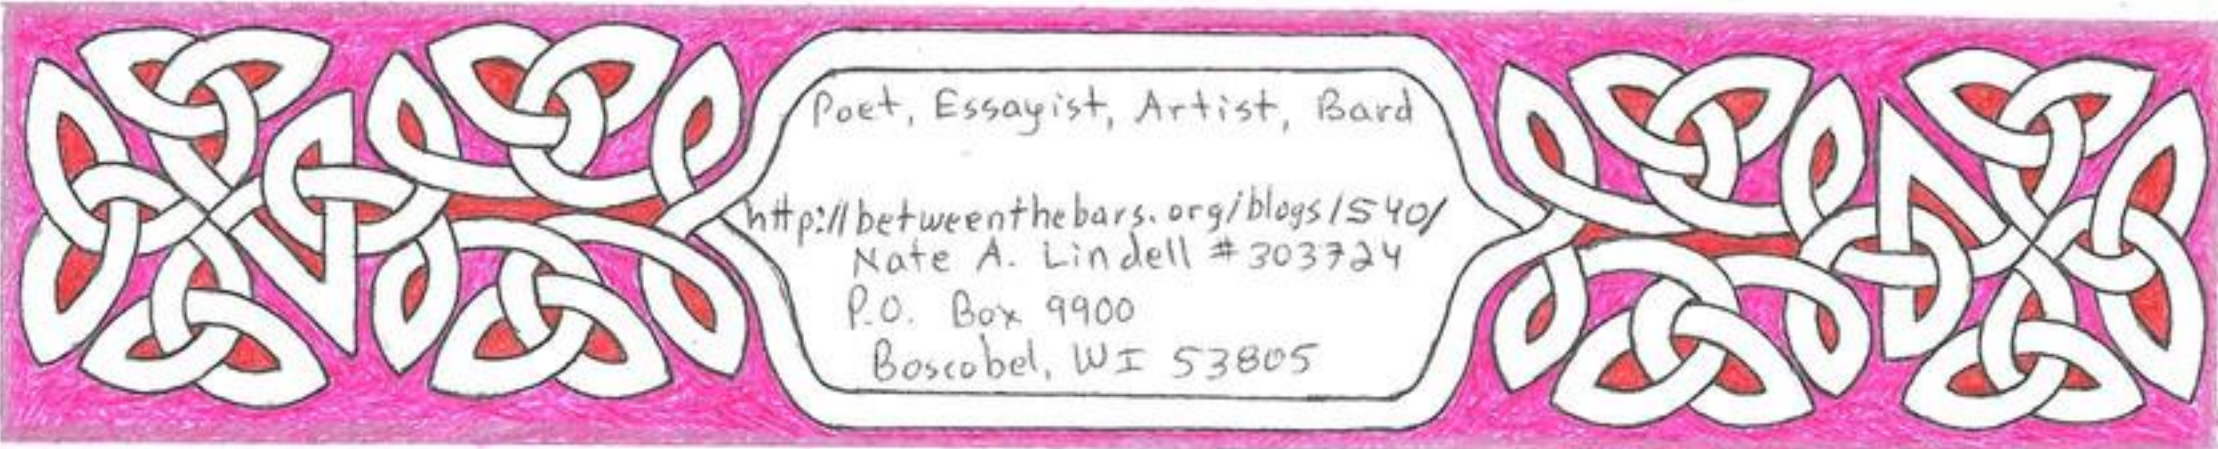 Poet, Essayist, Artist, Bard
http://betweenthebars.org/blogs/540/
Nate A. Lindell #303724
P.O. Box 9900
Boscobel, WI 53805